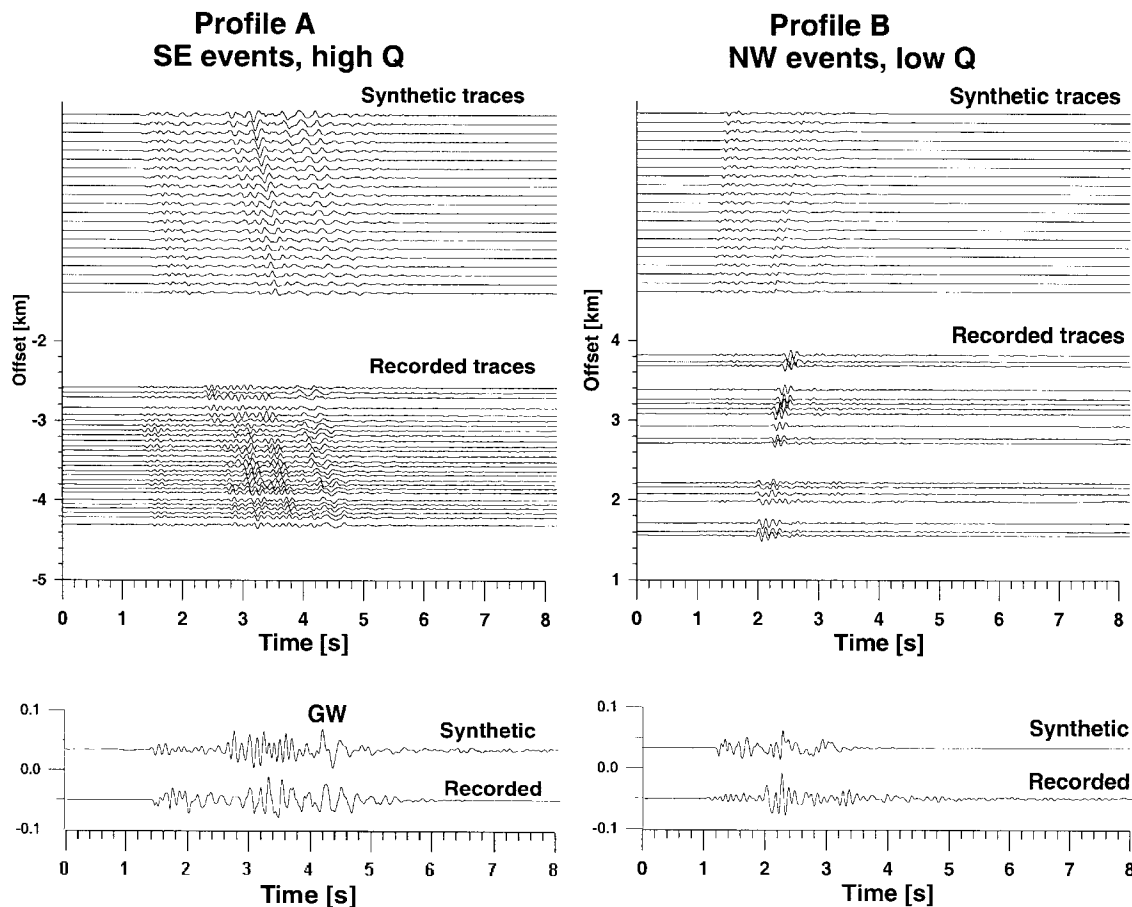 Profile A
SE events, high Q
Synthetic traces
Offset [km]
-2
Recorded traces
-3
-4
-5
0 1 2 3 4 5 6 7 8
Time [s]
0.1
GW
Synthetic
0.0
Recorded
-0.1
0 1 2 3 4 5 6 7 8
Time [s]
Profile B
NW events, low Q
Synthetic traces
Offset [km]
4
Recorded traces
3
2
1
0 1 2 3 4 5 6 7 8
Time [s]
0.1
Synthetic
0.0
Recorded
-0.1
0 1 2 3 4 5 6 7 8
Time [s]